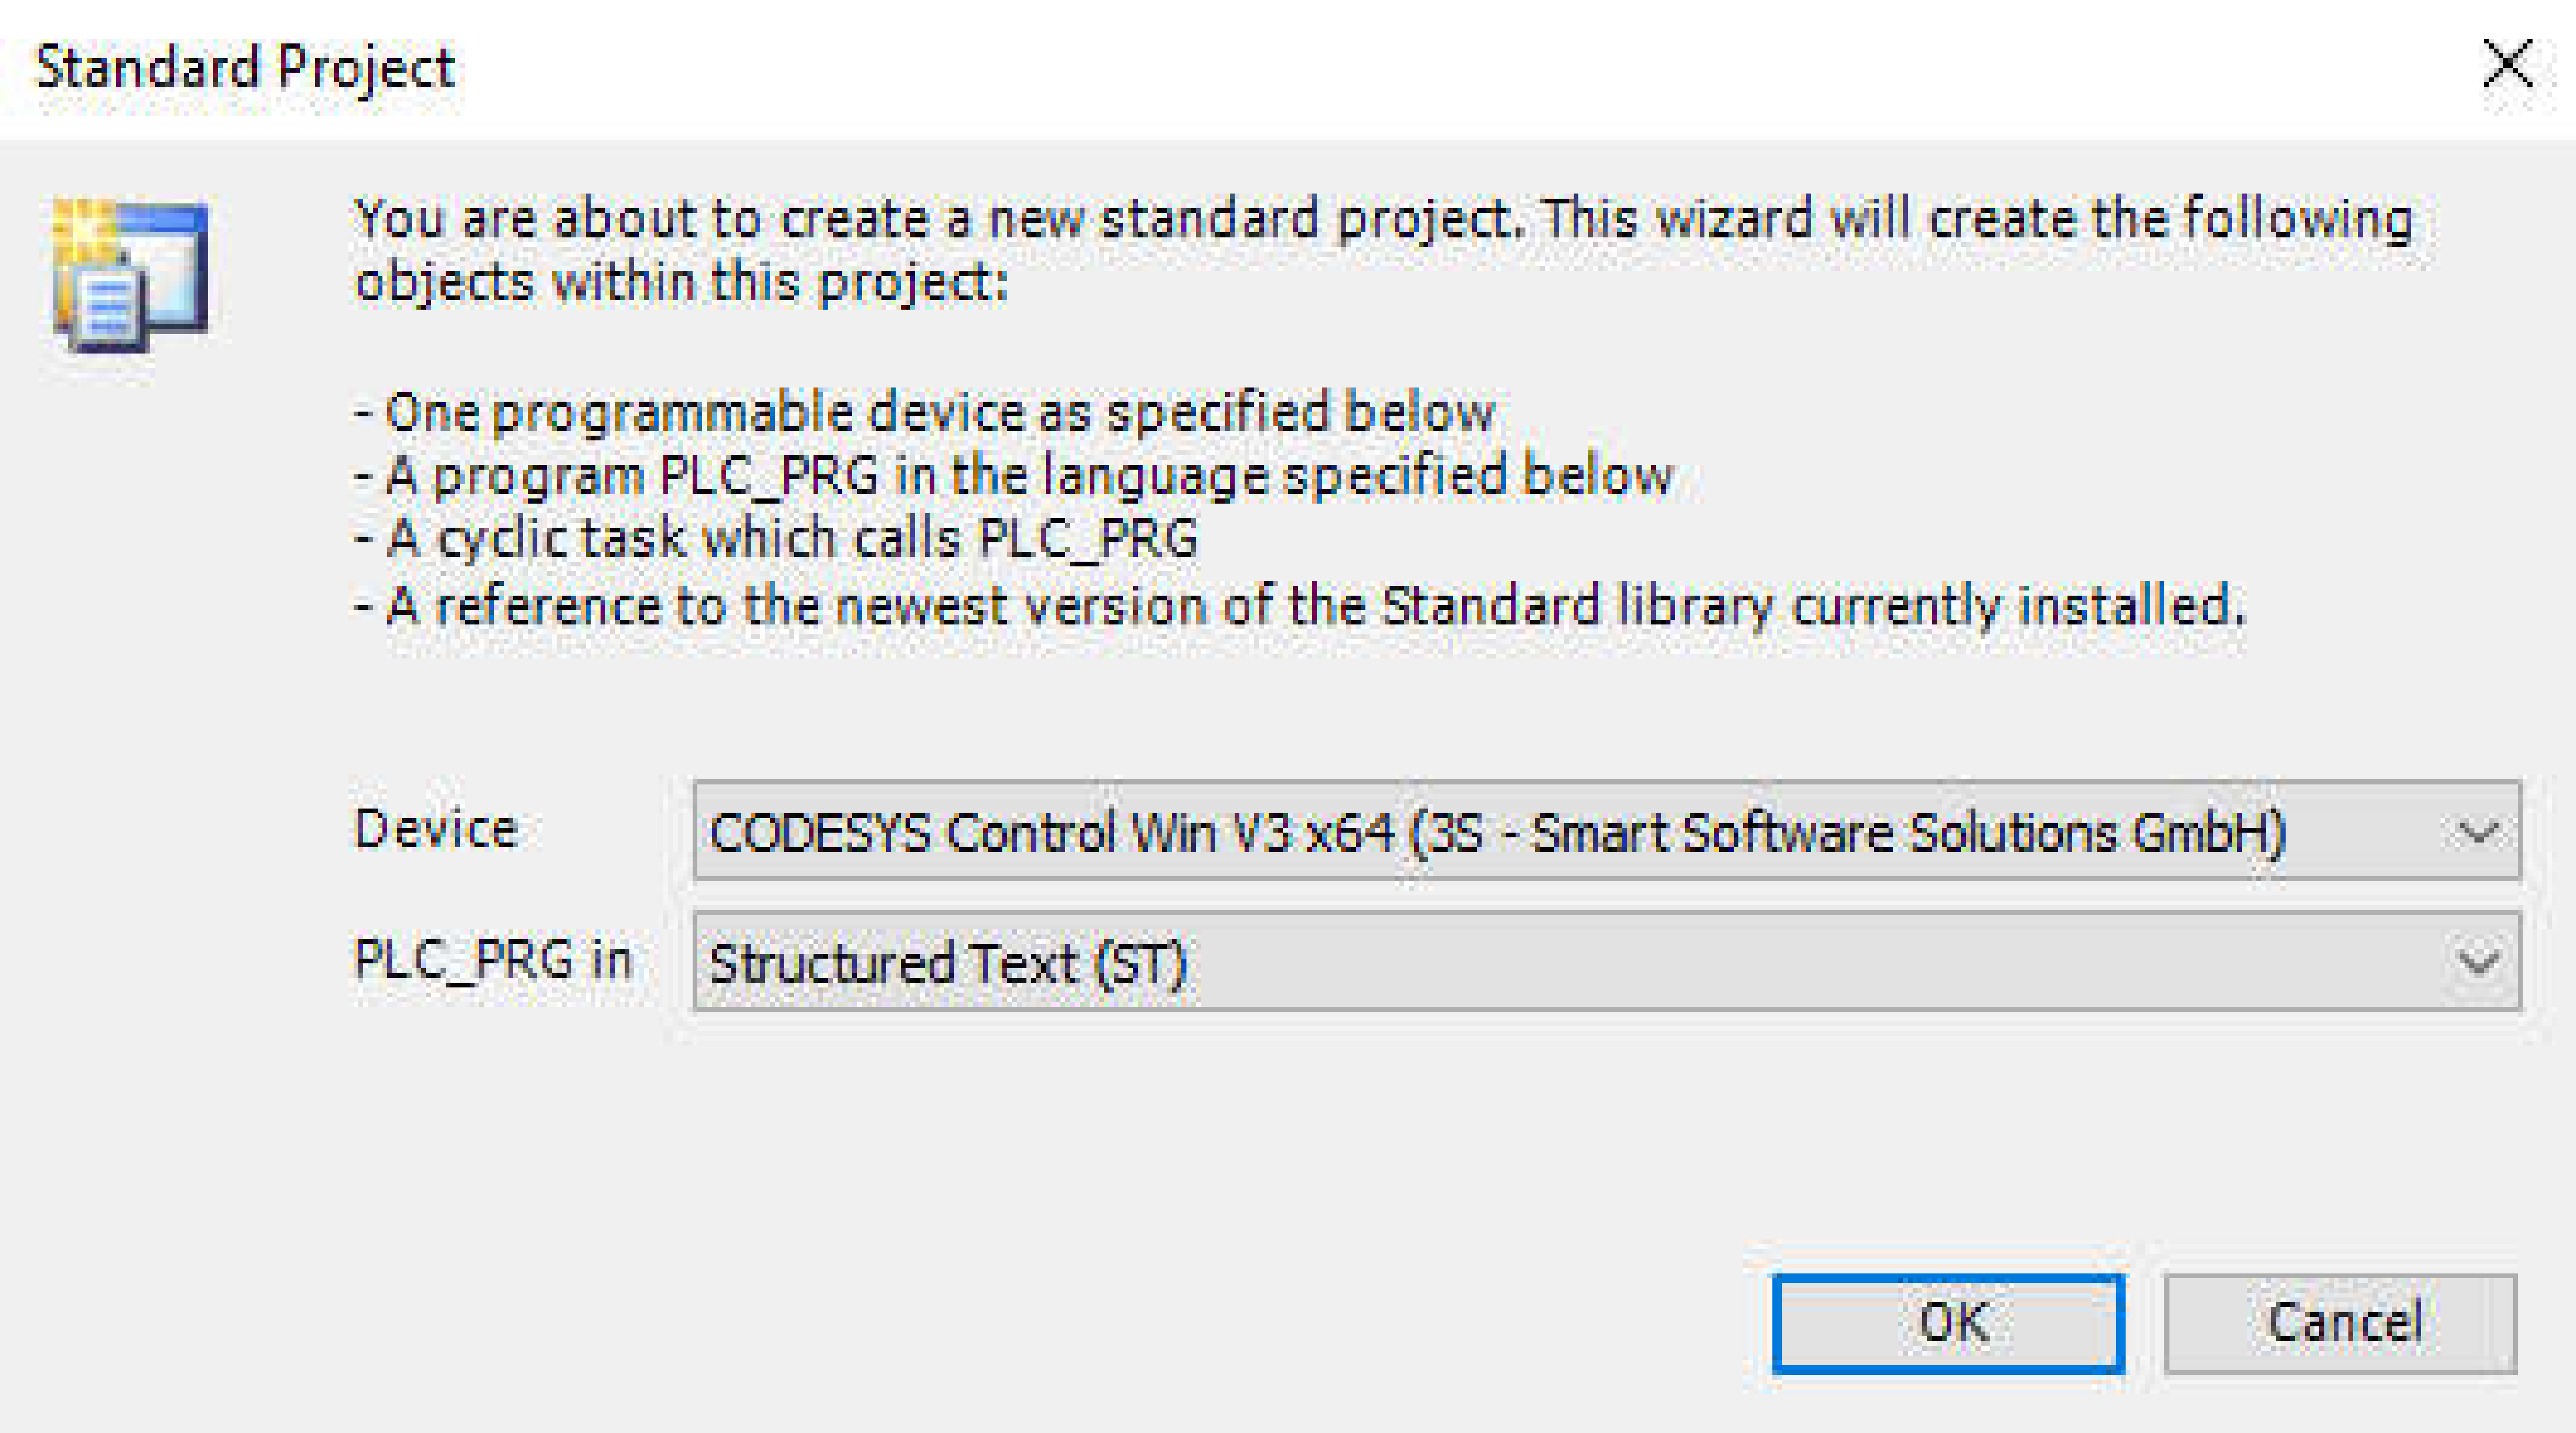 Standard Project
You are about to create a new standard project. This wizard will create the following
objects within this project:
- One programmable device as specified below
- A program PLC_PRG in the language specified below
- A cyclic task which calls PLC_PRG
- A reference to the newest version of the Standard library currently installed.
Device
CODESYS Control Win V3 x64 (3S - Smart Software Solutions GmbH)
PLC_PRG in
Structured Text (ST)
OK
Cancel